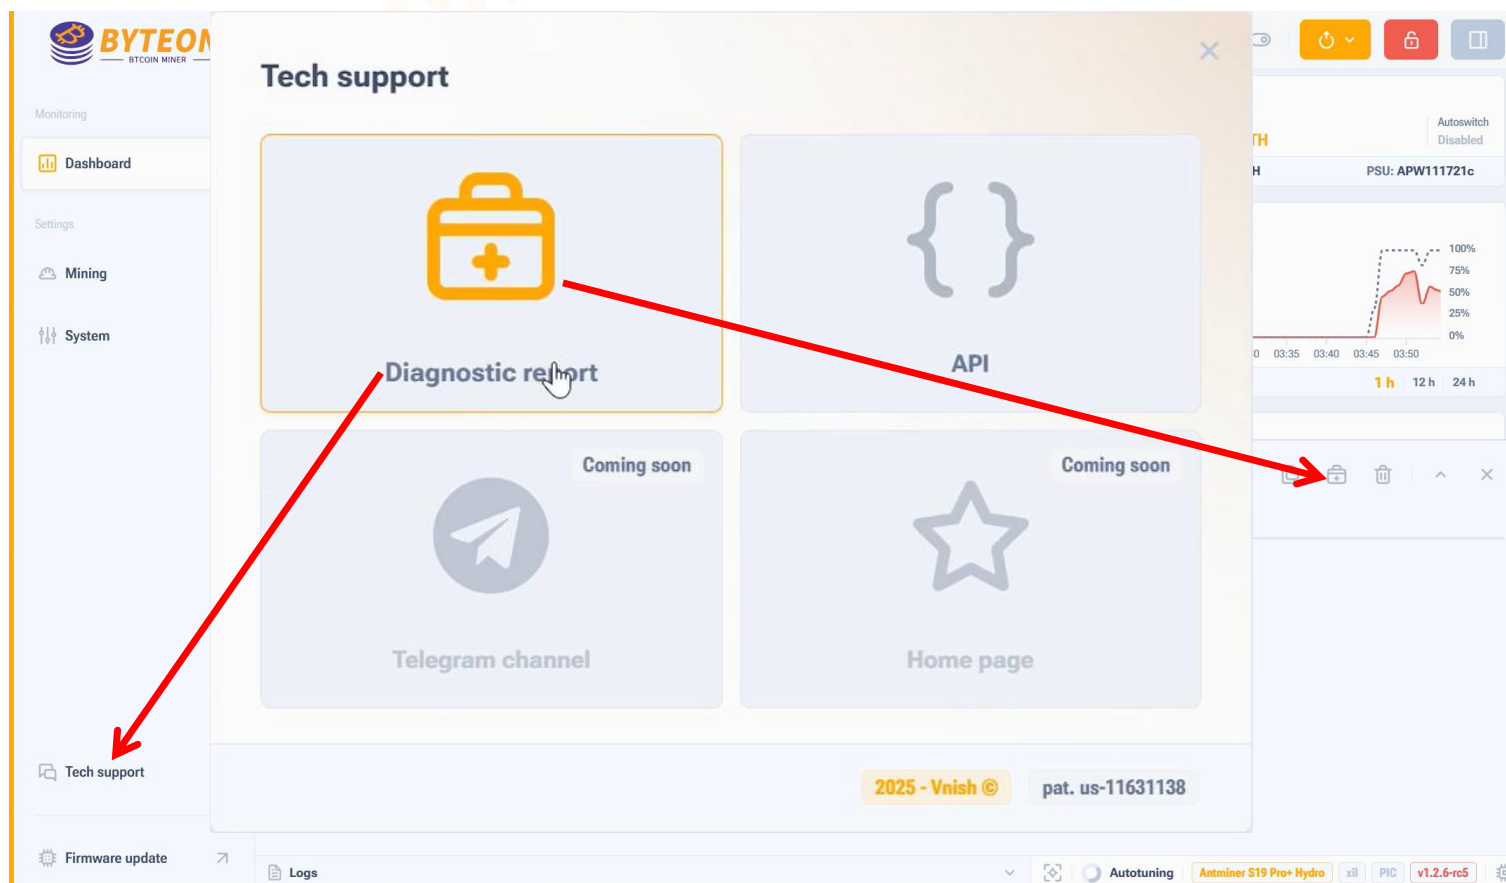 BYTEON
BTCOIN MINER
Monitoring
Dashboard
Settings
Mining
System
Tech support
Firmware update
Tech support
Diagnostic
API
Coming soon
Telegram channel
Coming soon
Home page
2025 - Vnish ©
pat. us-11631138
TH
Autoswitch
Disabled
H
PSU: APW111721c
100%
75%
50%
25%
0%
0 03:35 03:40 03:45 03:50
1 h 12 h 24 h
Logs
Autotuning
Antminer S19 Pro+ Hydro
xil
PIC
v1.2.6-rc5